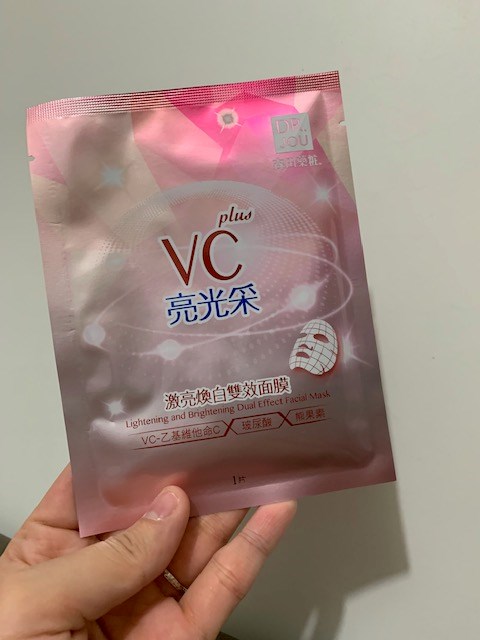 DR.
JOU
plus
VC
亮光采
激亮煥白雙效面膜
Lightening and Brightening Dual Effect Facial Mask
VC-乙基維他命C 玻尿酸 熊果素
1片